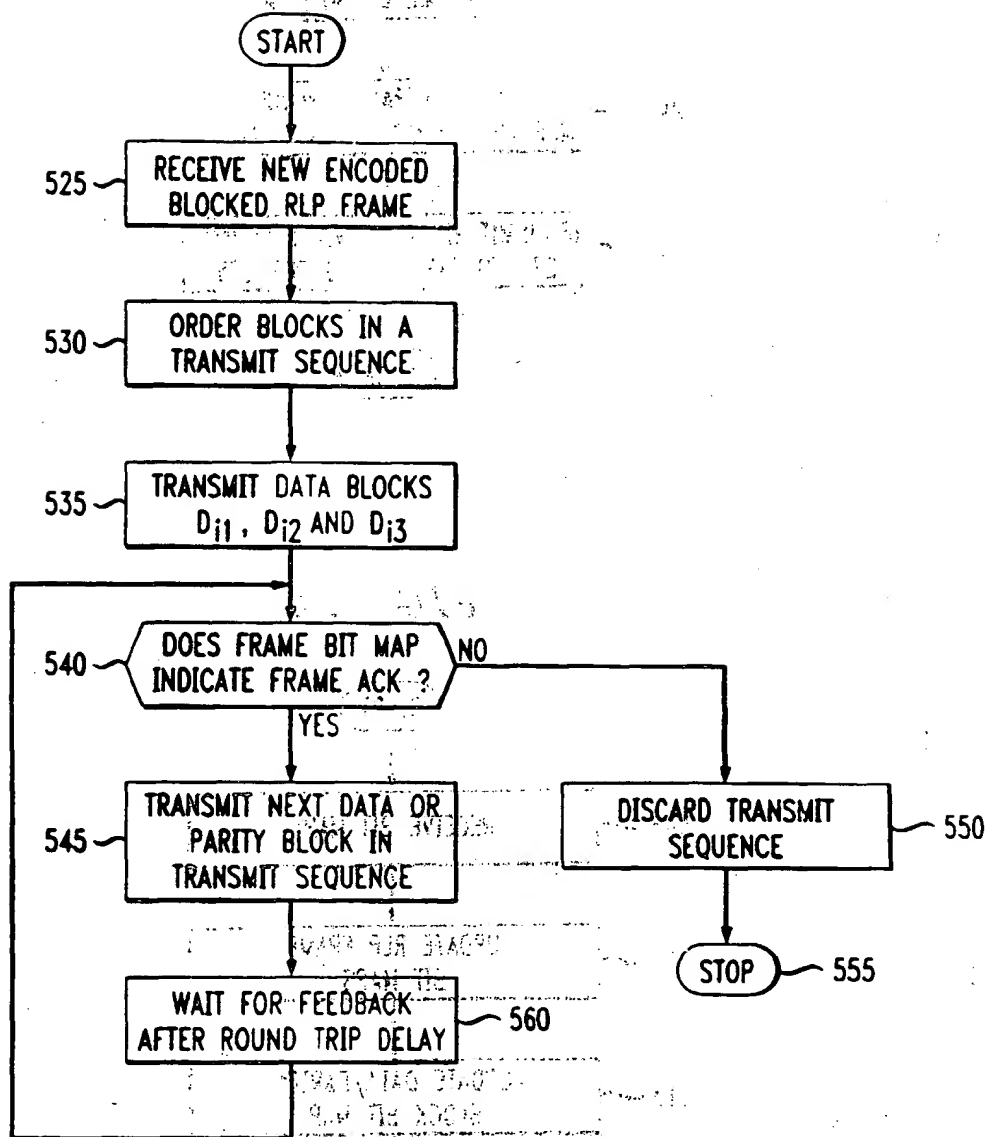 START
525
RECEIVE NEW ENCODED
BLOCKED RLP FRAME
530
ORDER BLOCKS IN A
TRANSMIT SEQUENCE
535
TRANSMIT DATA BLOCKS
Di1, Di2 AND Di3
540
DOES FRAME BIT MAP
INDICATE FRAME ACK ?
NO
YES
545
TRANSMIT NEXT DATA OR
PARITY BLOCK IN
TRANSMIT SEQUENCE
DISCARD TRANSMIT
SEQUENCE
550
STOP
555
WAIT FOR FEEDBACK
AFTER ROUND TRIP DELAY
560